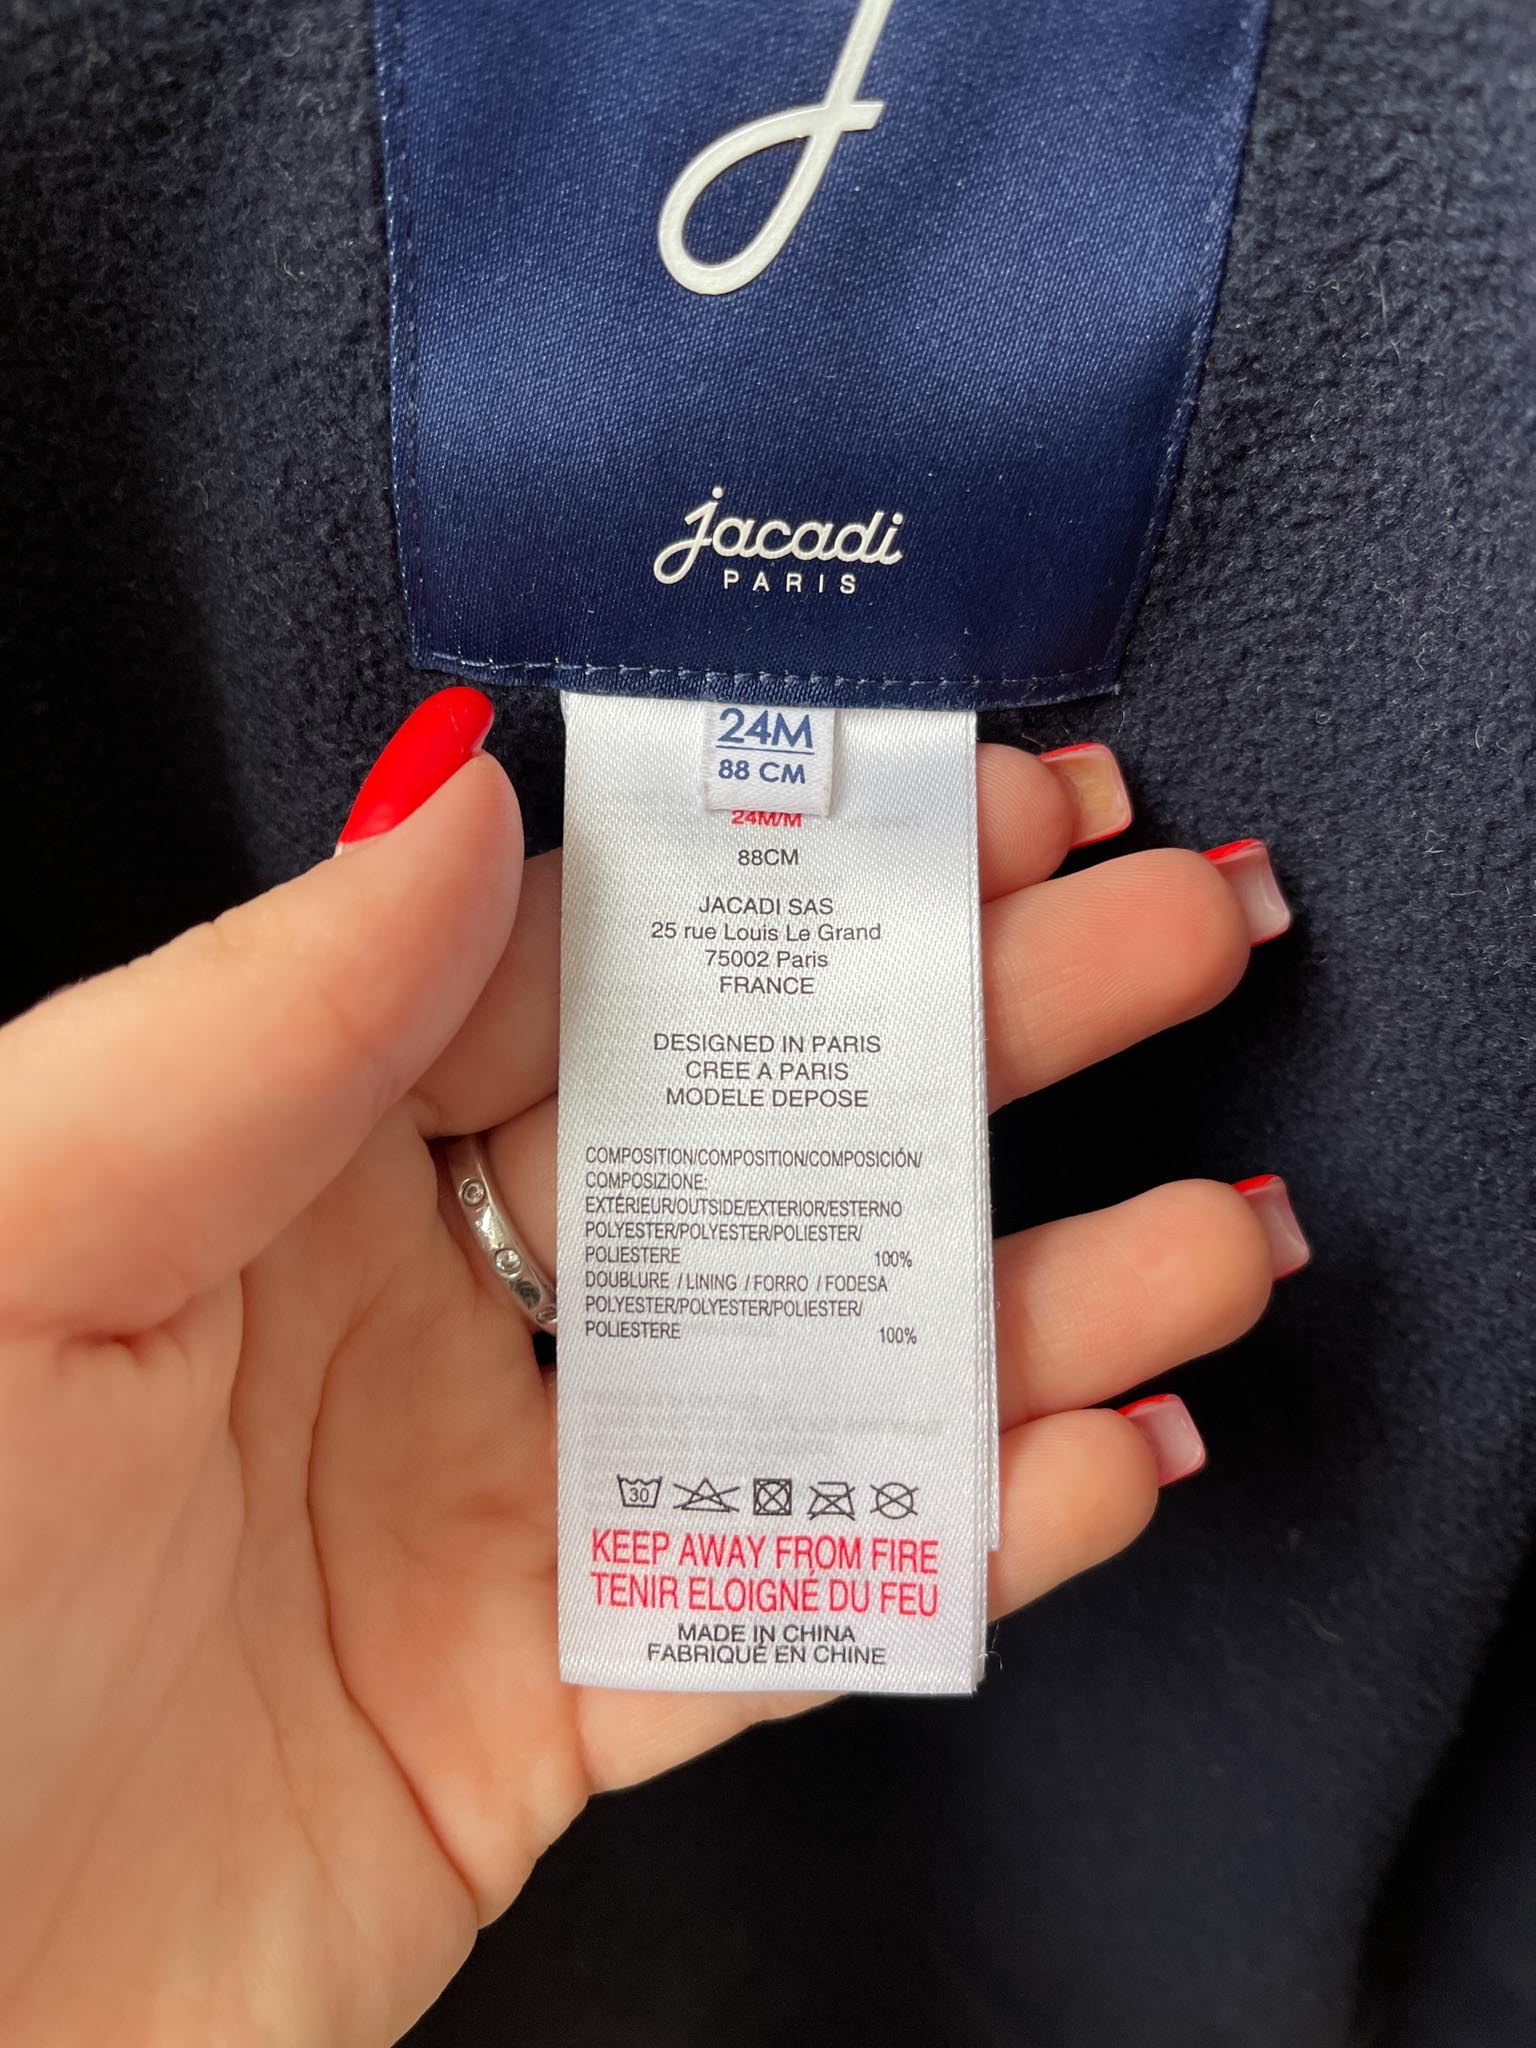 jacadi
PARIS
24M
88 CM
24M/M
88CM
JACADI SAS
25 rue Louis Le Grand
75002 Paris
FRANCE
DESIGNED IN PARIS
CREE A PARIS
MODELE DEPOSE
COMPOSITION/COMPOSITION/COMPOSICIÓN/
COMPOSIZIONE:
EXTÉRIEUR/OUTSIDE/EXTERIOR/ESTERNO
POLYESTER/POLYESTER/POLIESTER/
POLIESTERE 100%
DOUBLURE / LINING / FORRO / FODESA
POLYESTER/POLYESTER/POLIESTER/
POLIESTERE 100%
30
KEEP AWAY FROM FIRE
TENIR ELOIGNÉ DU FEU
MADE IN CHINA
FABRIQUÉ EN CHINE